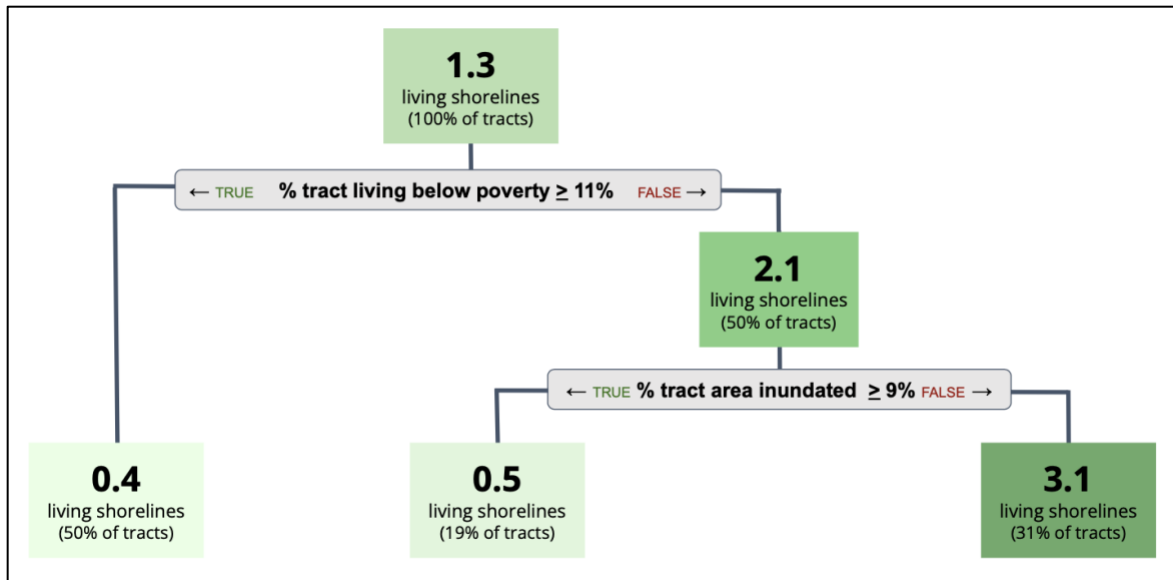 1.3
living shorelines
(100% of tracts)
← TRUE % tract living below poverty ≥ 11% FALSE →
2.1
living shorelines
(50% of tracts)
← TRUE % tract area inundated ≥ 9% FALSE →
0.4
living shorelines
(50% of tracts)
0.5
living shorelines
(19% of tracts)
3.1
living shorelines
(31% of tracts)